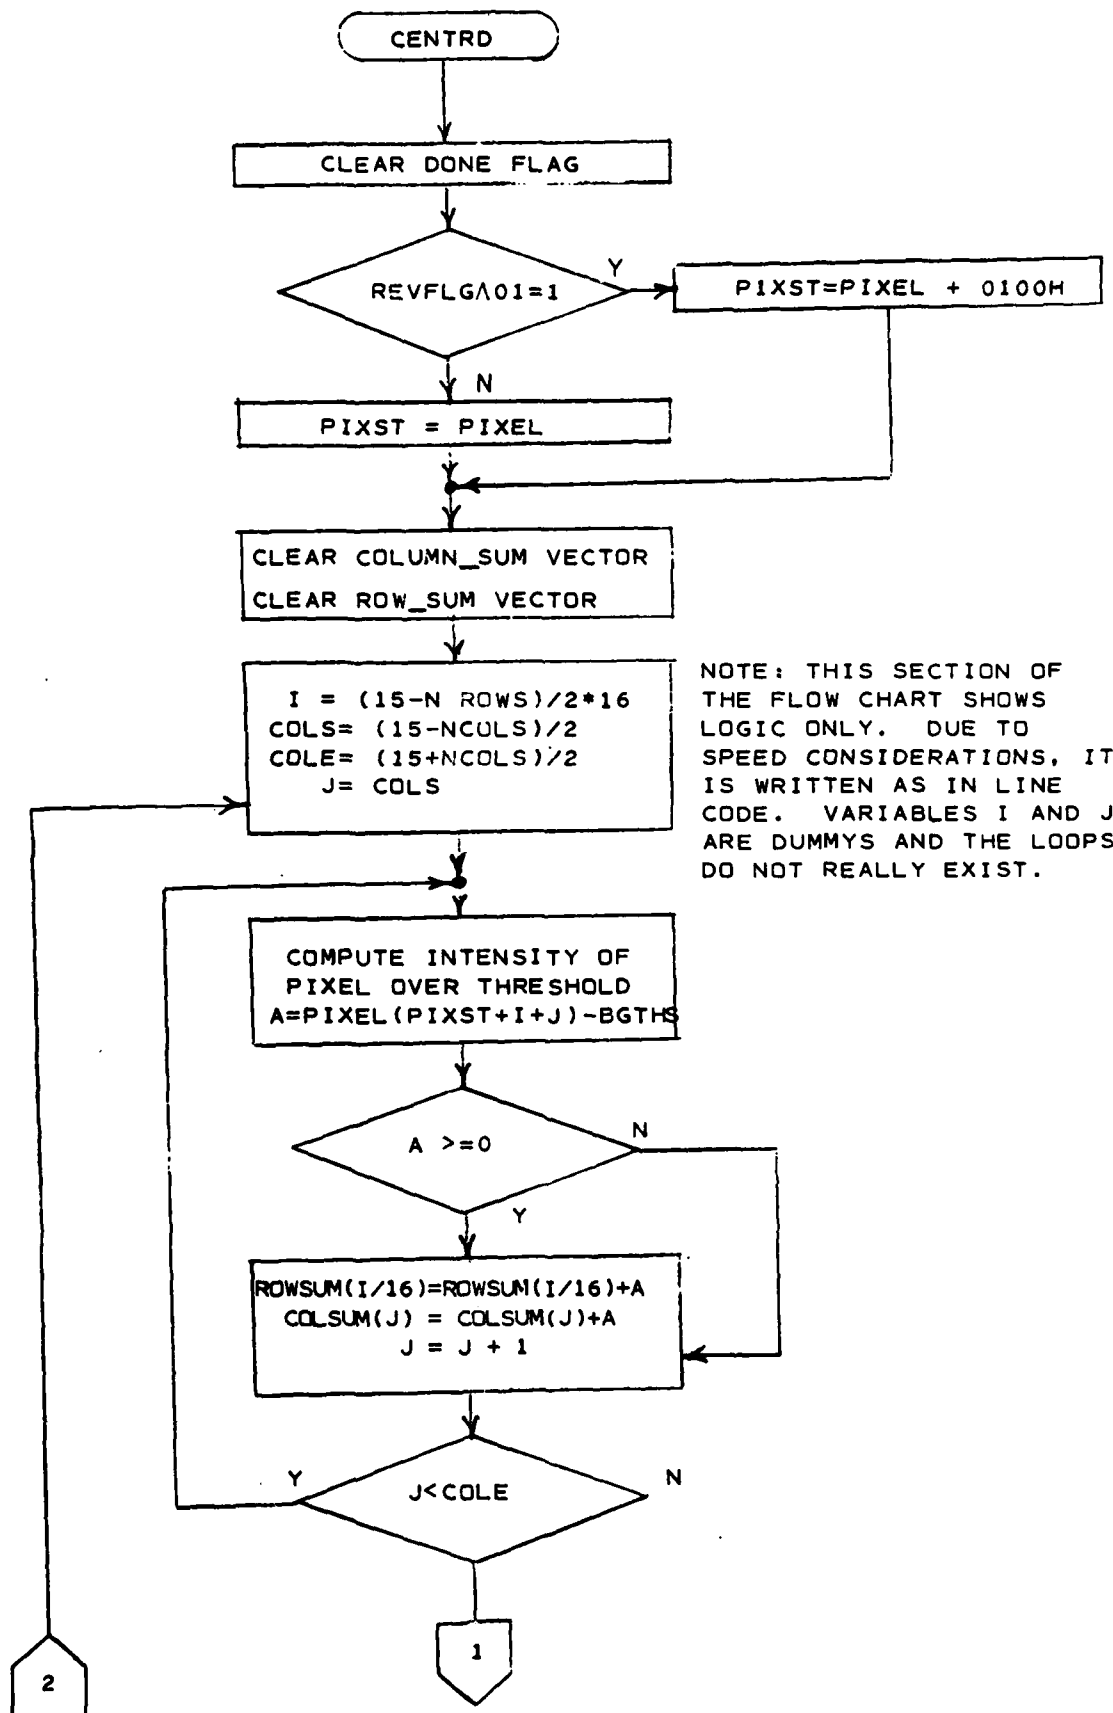 CENTRD
CLEAR DONE FLAG
REVFLG∧01=1
Y
PIXST=PIXEL + 0100H
N
PIXST = PIXEL
CLEAR COLUMN_SUM VECTOR
CLEAR ROW_SUM VECTOR
I = (15-N ROWS)/2*16
COLS= (15-NCOLS)/2
COLE= (15+NCOLS)/2
J= COLS
NOTE: THIS SECTION OF
THE FLOW CHART SHOWS
LOGIC ONLY. DUE TO
SPEED CONSIDERATIONS, IT
IS WRITTEN AS IN LINE
CODE. VARIABLES I AND J
ARE DUMMYS AND THE LOOPS
DO NOT REALLY EXIST.
COMPUTE INTENSITY OF
PIXEL OVER THRESHOLD
A=PIXEL(PIXST+I+J)-BGTHS
A >=0
N
Y
ROWSUM(I/16)=ROWSUM(I/16)+A
COLSUM(J) = COLSUM(J)+A
J = J + 1
Y
J<COLE
N
1
2